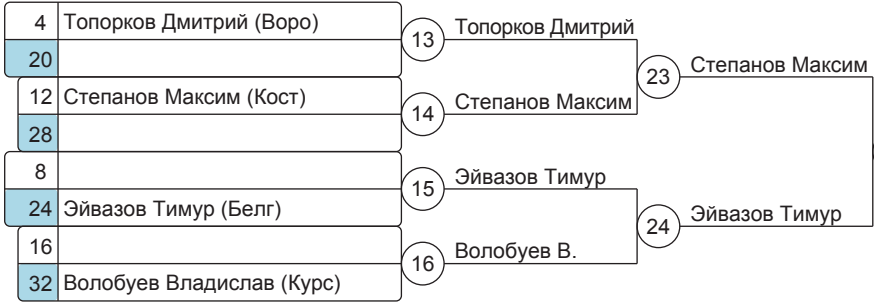 4 Топорков Дмитрий (Воро)
20
13
Топорков Дмитрий
12 Степанов Максим (Кост)
28
14
Степанов Максим
23
Степанов Максим
8
24 Эйвазов Тимур (Белг)
15
Эйвазов Тимур
16
32 Волобуев Владислав (Курс)
16
Волобуев В.
24
Эйвазов Тимур